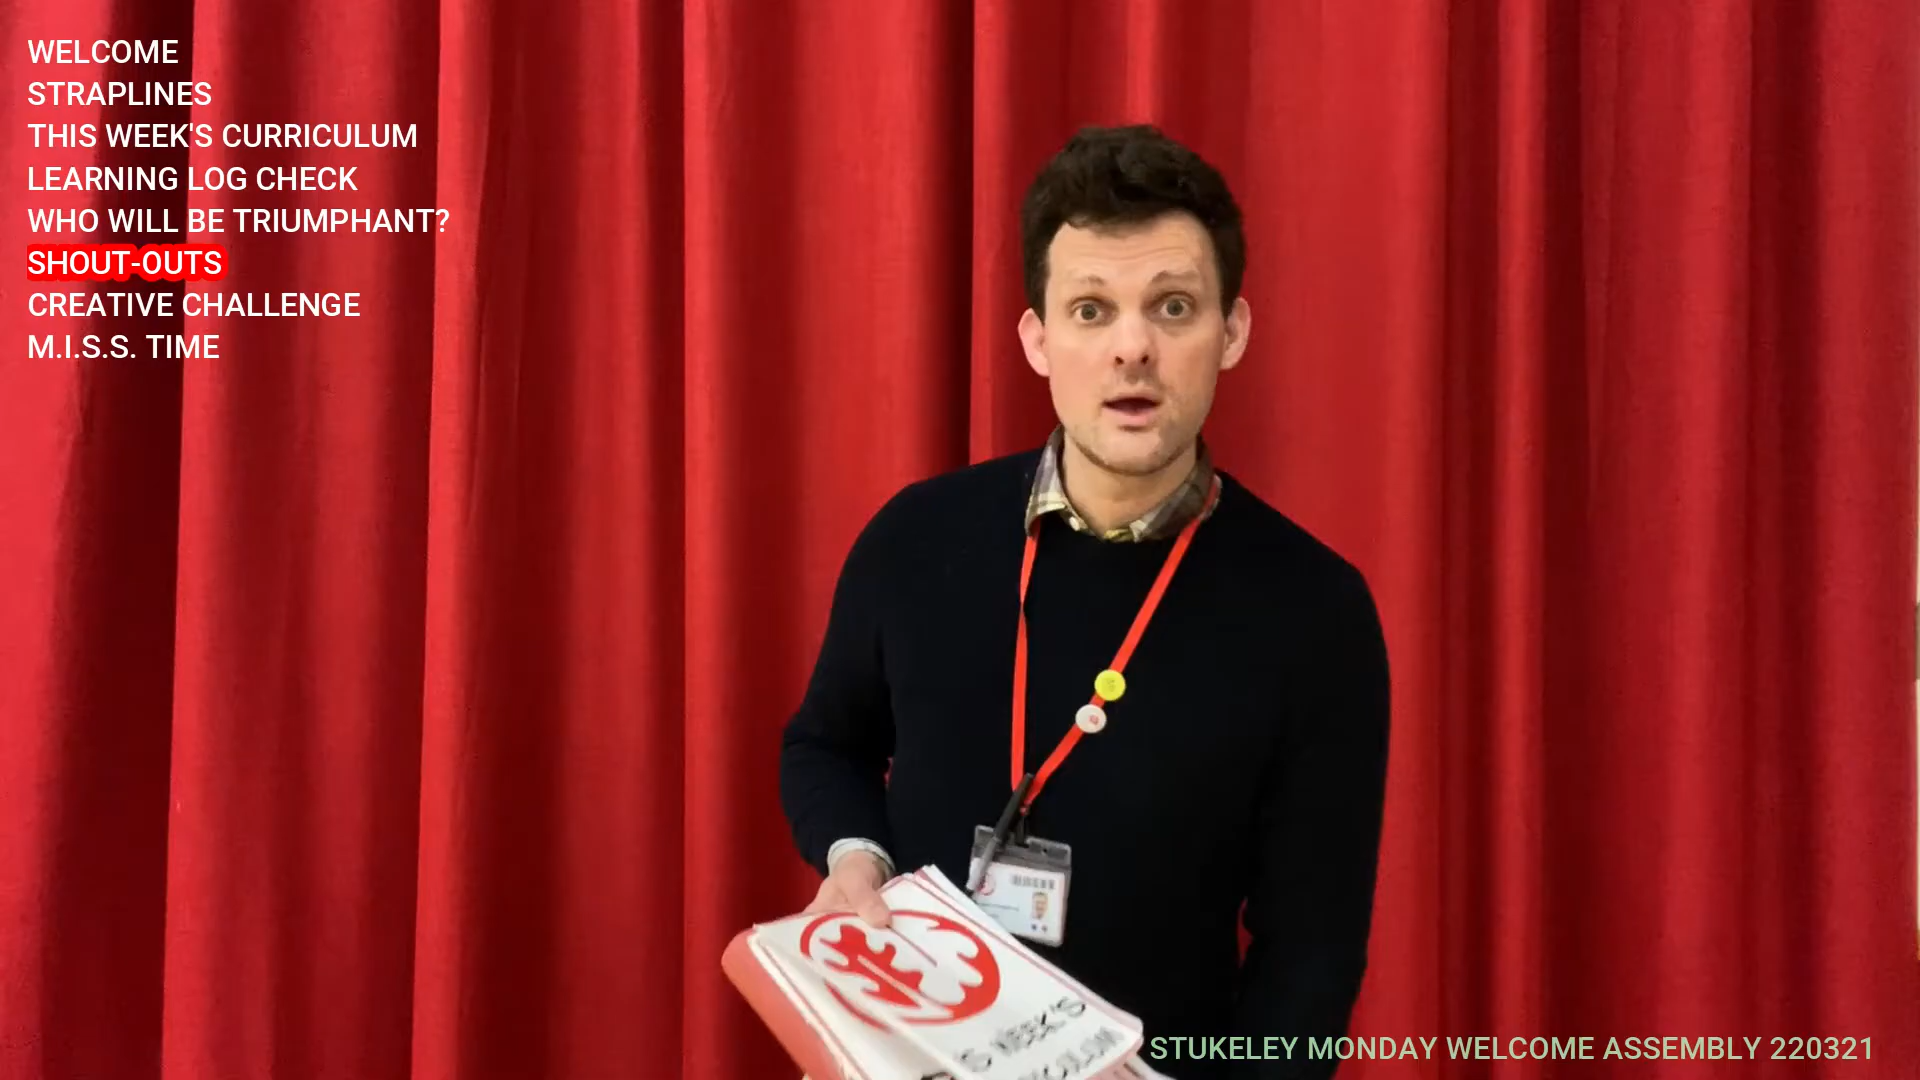 WELCOME
STRAPLINES
THIS WEEK'S CURRICULUM
LEARNING LOG CHECK
WHO WILL BE TRIUMPHANT?
SHOUT-OUTS
CREATIVE CHALLENGE
M.I.S.S. TIME
WEEK'S
STUKELEY MONDAY WELCOME ASSEMBLY 220321